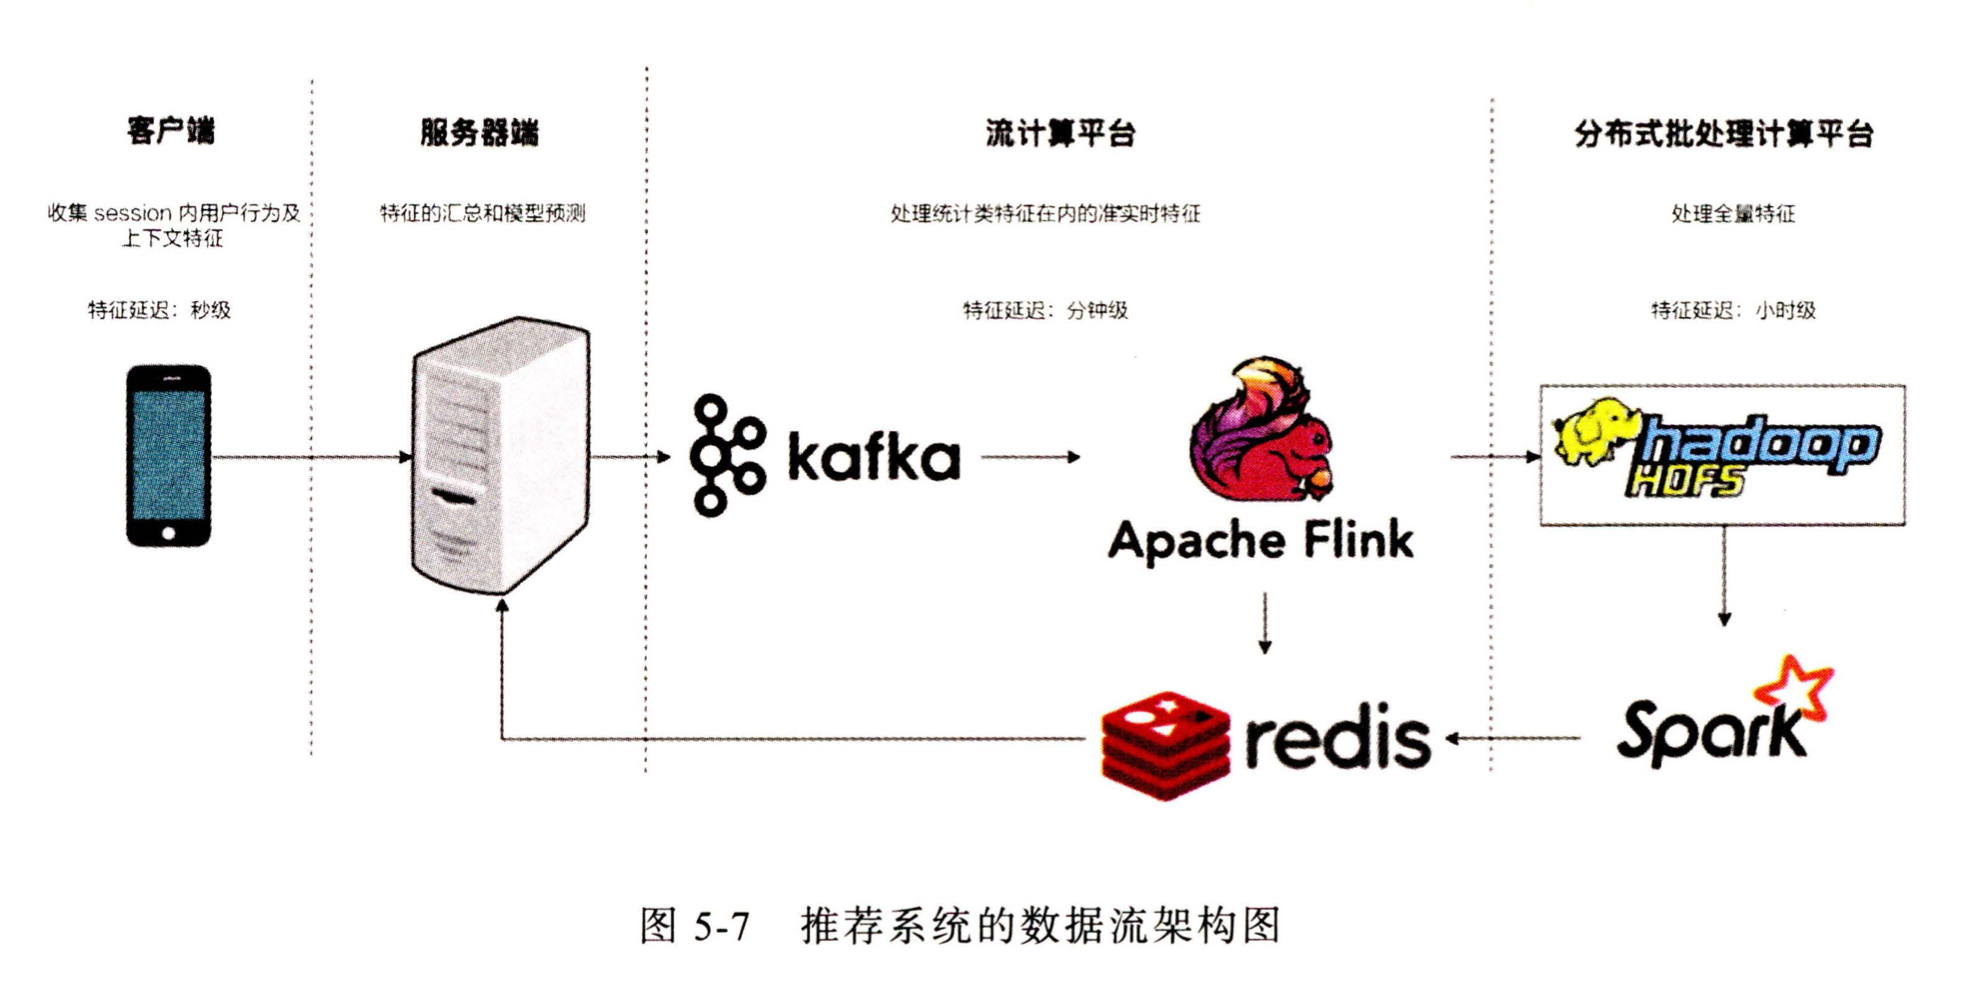 客户端
收集 session 内用户行为及
上下文特征
特征延迟：秒级
服务器端
特征的汇总和模型预测
流计算平台
处理统计类特征在内的准实时特征
特征延迟：分钟级
kafka
Apache Flink
redis
分布式批处理计算平台
处理全量特征
特征延迟：小时级
hadoop
HDFS
Spark
图 5-7 推荐系统的数据流架构图